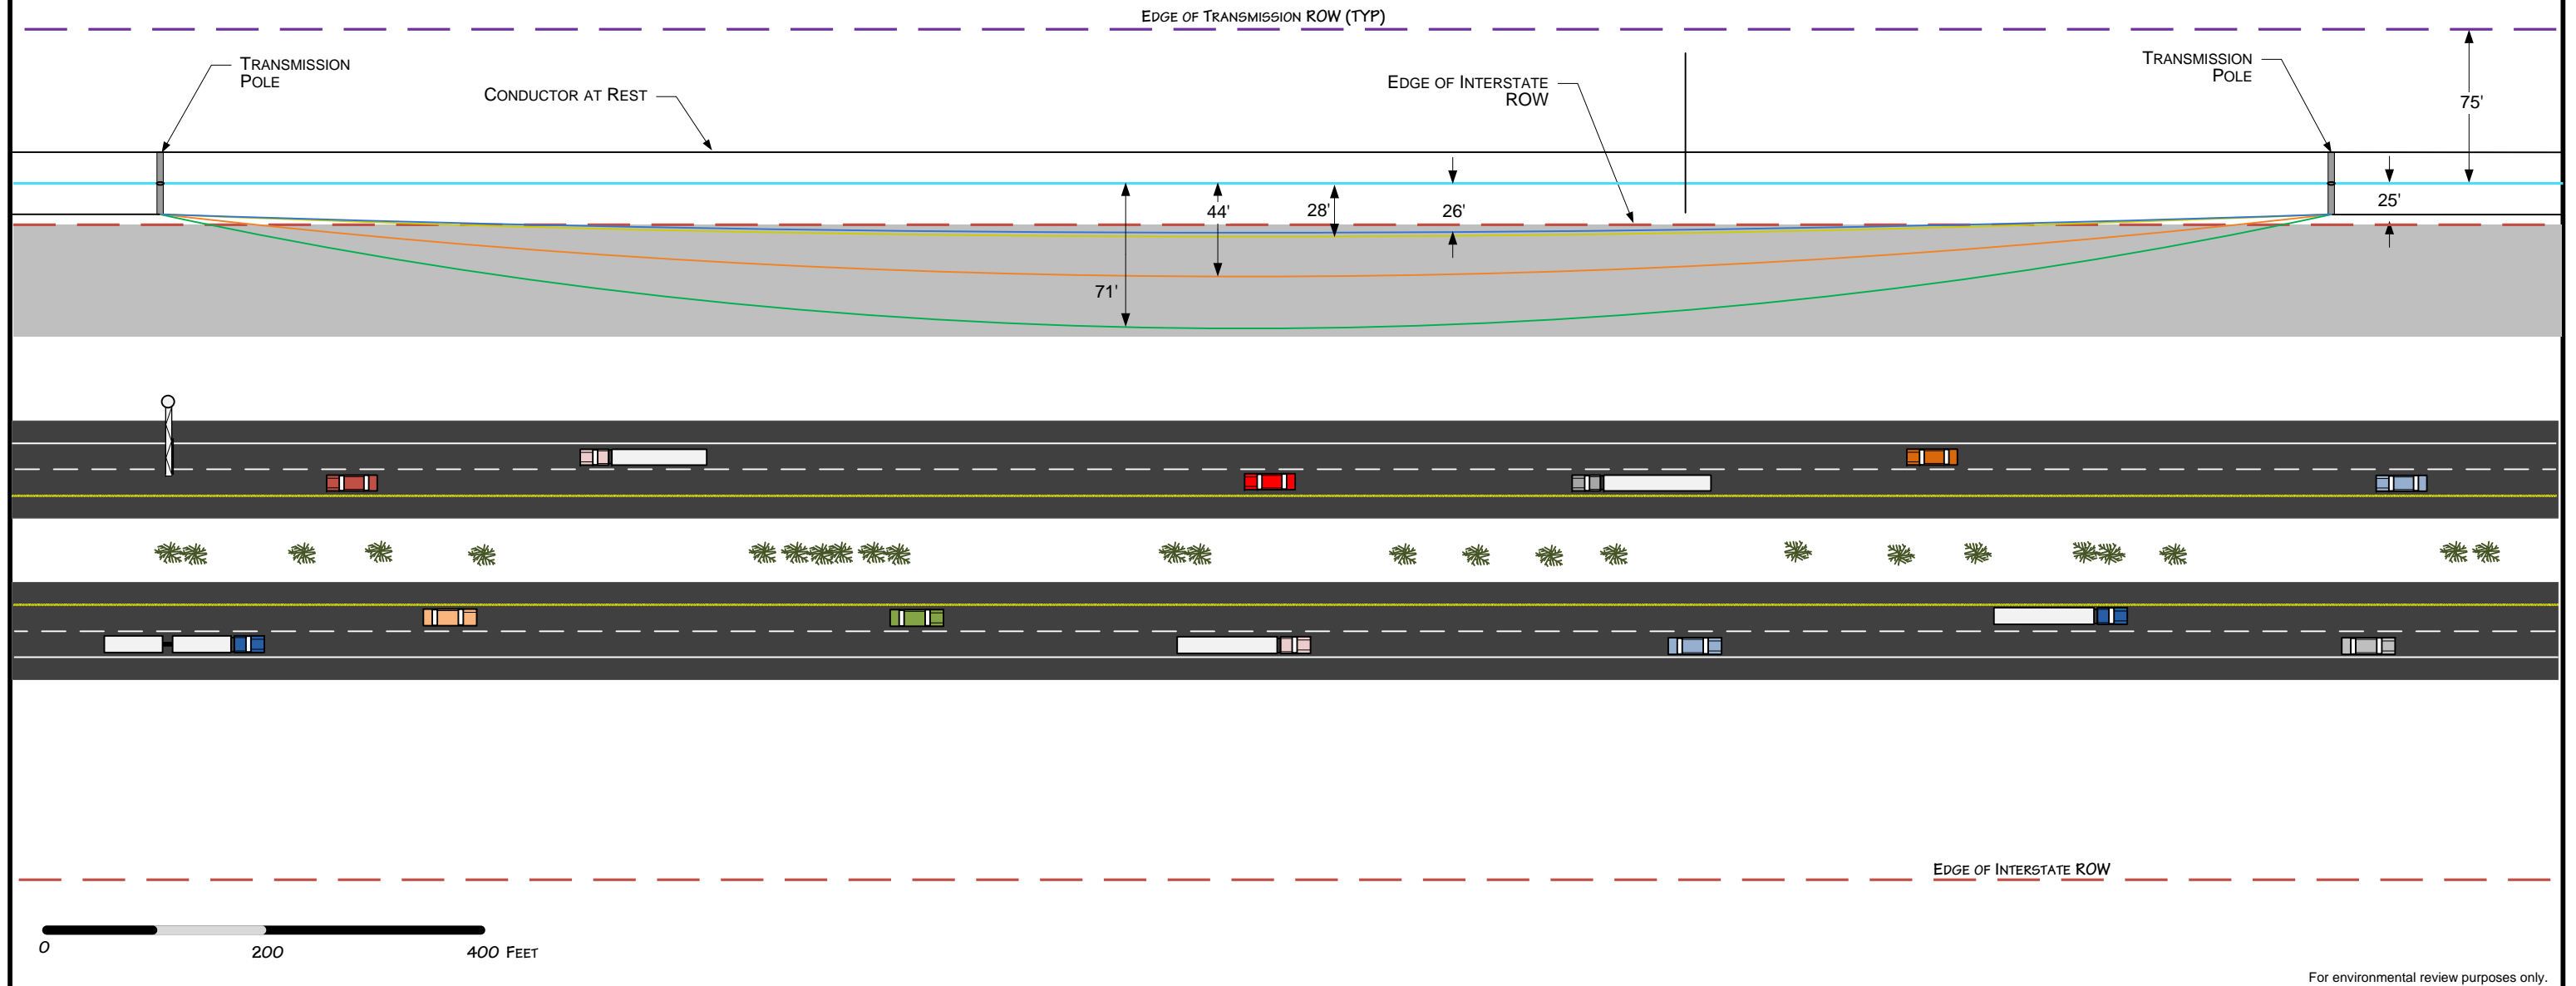 EDGE OF TRANSMISSION ROW (TYP)
TRANSMISSION
POLE
CONDUCTOR AT REST
EDGE OF INTERSTATE
ROW
TRANSMISSION
POLE
75'
25'
44'
28'
26'
71'
EDGE OF INTERSTATE ROW
0
200
400 FEET
For environmental review purposes only.